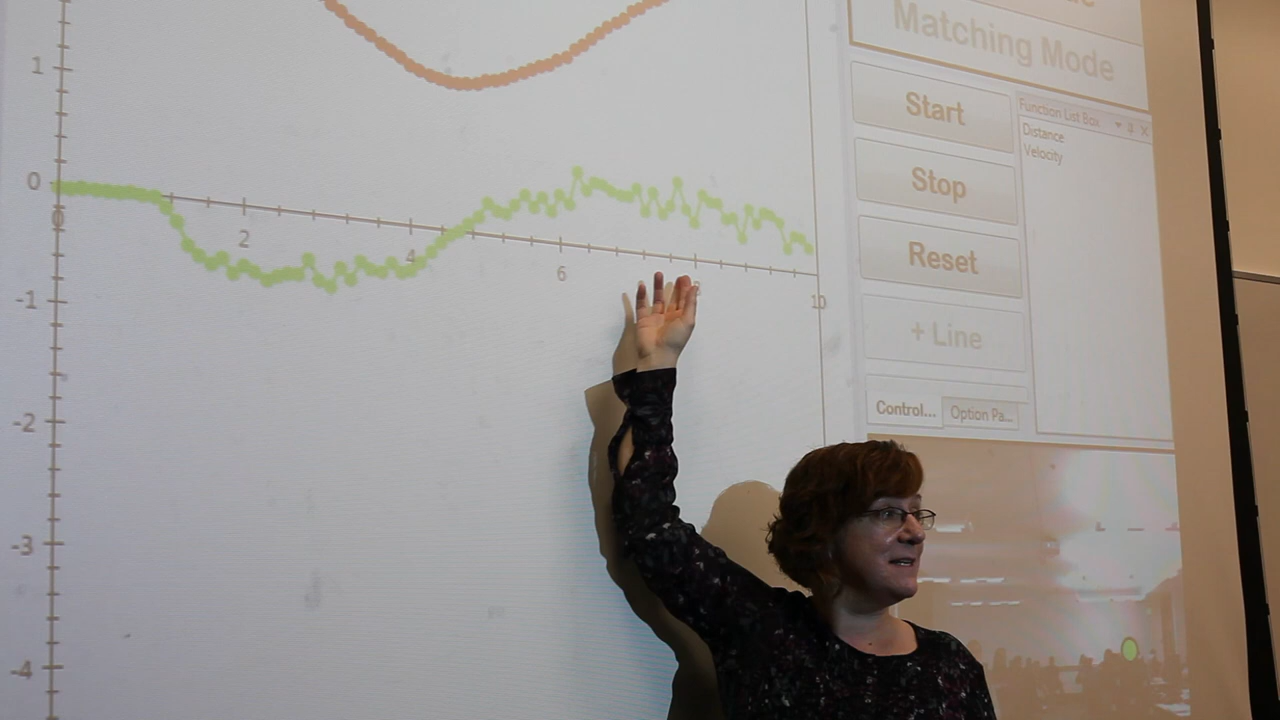 Matching Mode
Start
Stop
Reset
+ Line
Control...
Option Pa...
Function List Box
Distance
Velocity
1
0
-1
-2
-3
-4
0
2
4
6
10